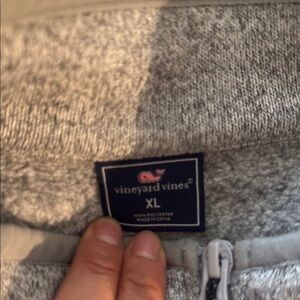 vineyard vines®
XL
100% POLYESTER
MADE IN CHINA